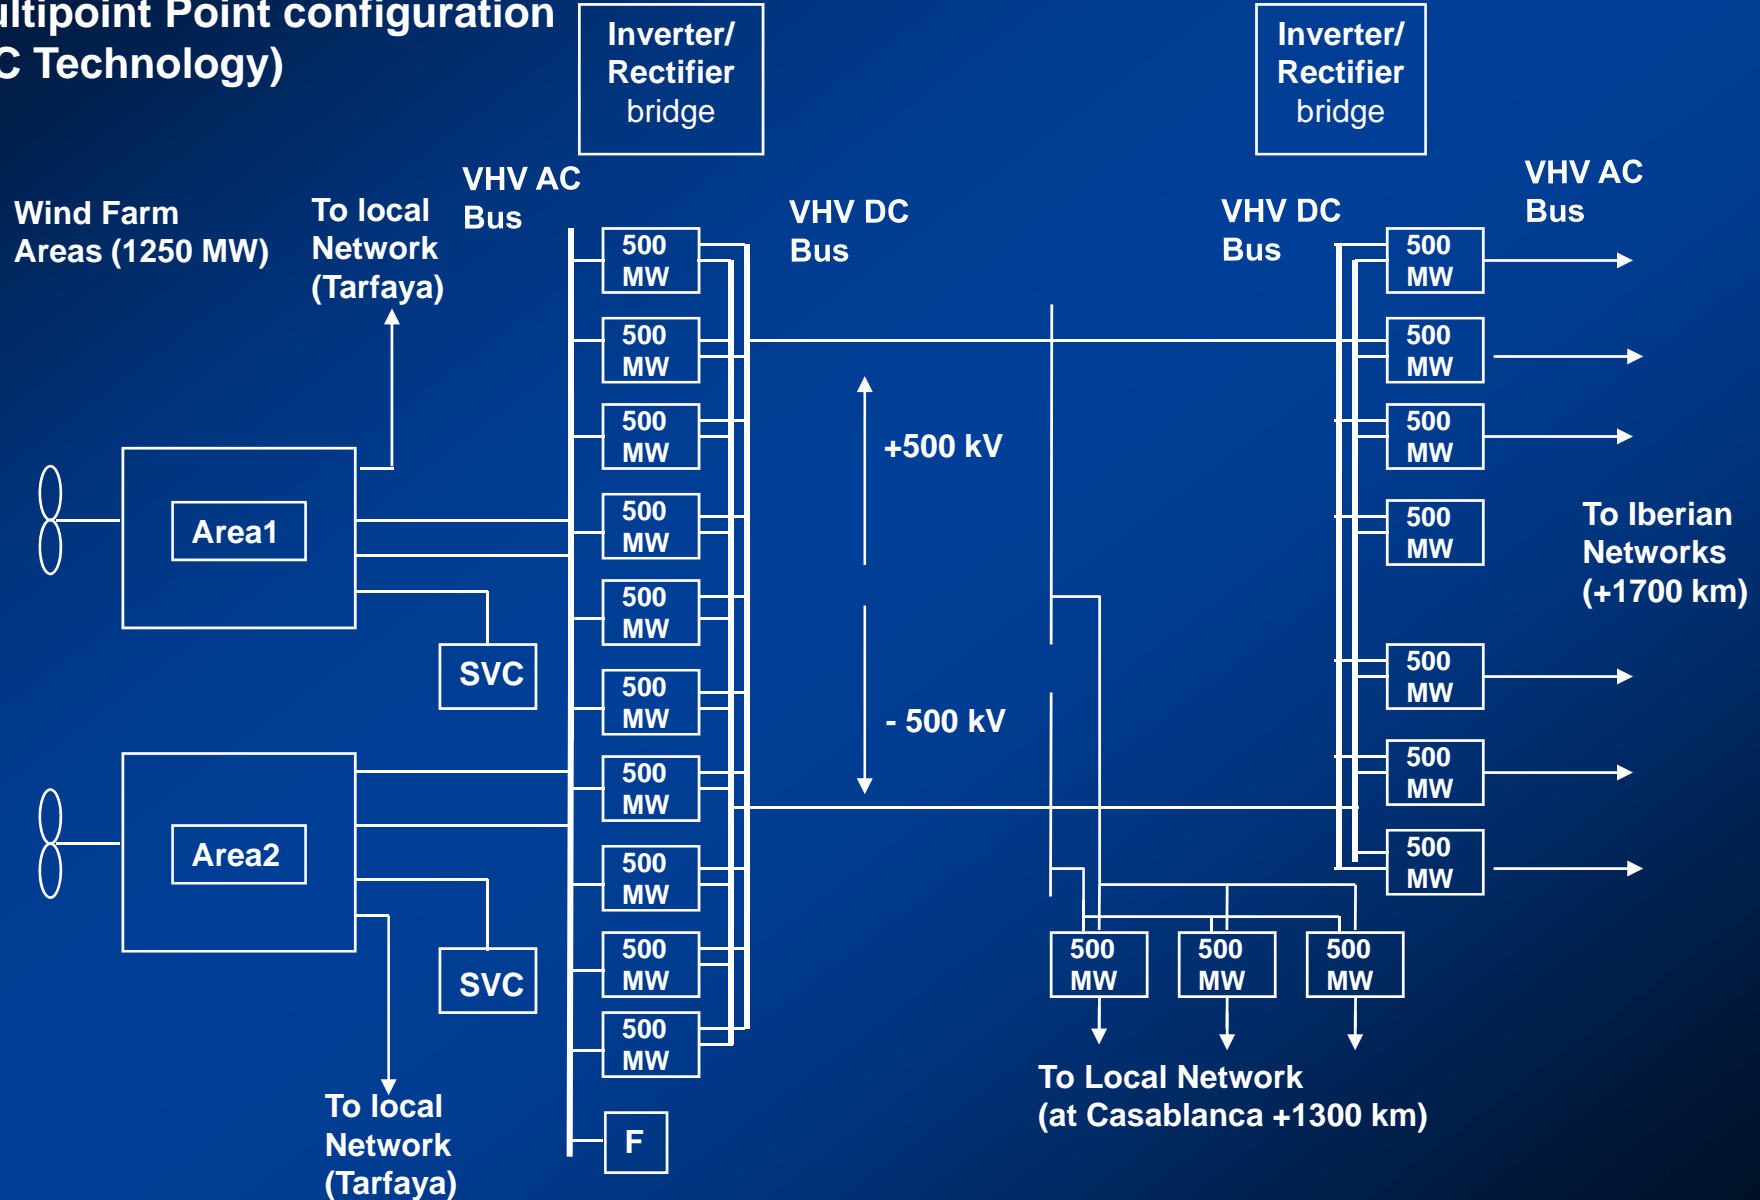 ltipoint Point configuration
C Technology)
Inverter/
Rectifier
bridge
Inverter/
Rectifier
bridge
Wind Farm
Areas (1250 MW)
To local
Network
(Tarfaya)
VHV AC
Bus
VHV DC
Bus
VHV DC
Bus
VHV AC
Bus
500
MW
500
MW
500
MW
500
MW
500
MW
500
MW
500
MW
500
MW
500
MW
500
MW
F
Area1
SVC
Area2
SVC
To local
Network
(Tarfaya)
+500 kV
- 500 kV
500
MW
500
MW
500
MW
500
MW
500
MW
500
MW
500
MW
To Iberian
Networks
(+1700 km)
500
MW
500
MW
500
MW
To Local Network
(at Casablanca +1300 km)